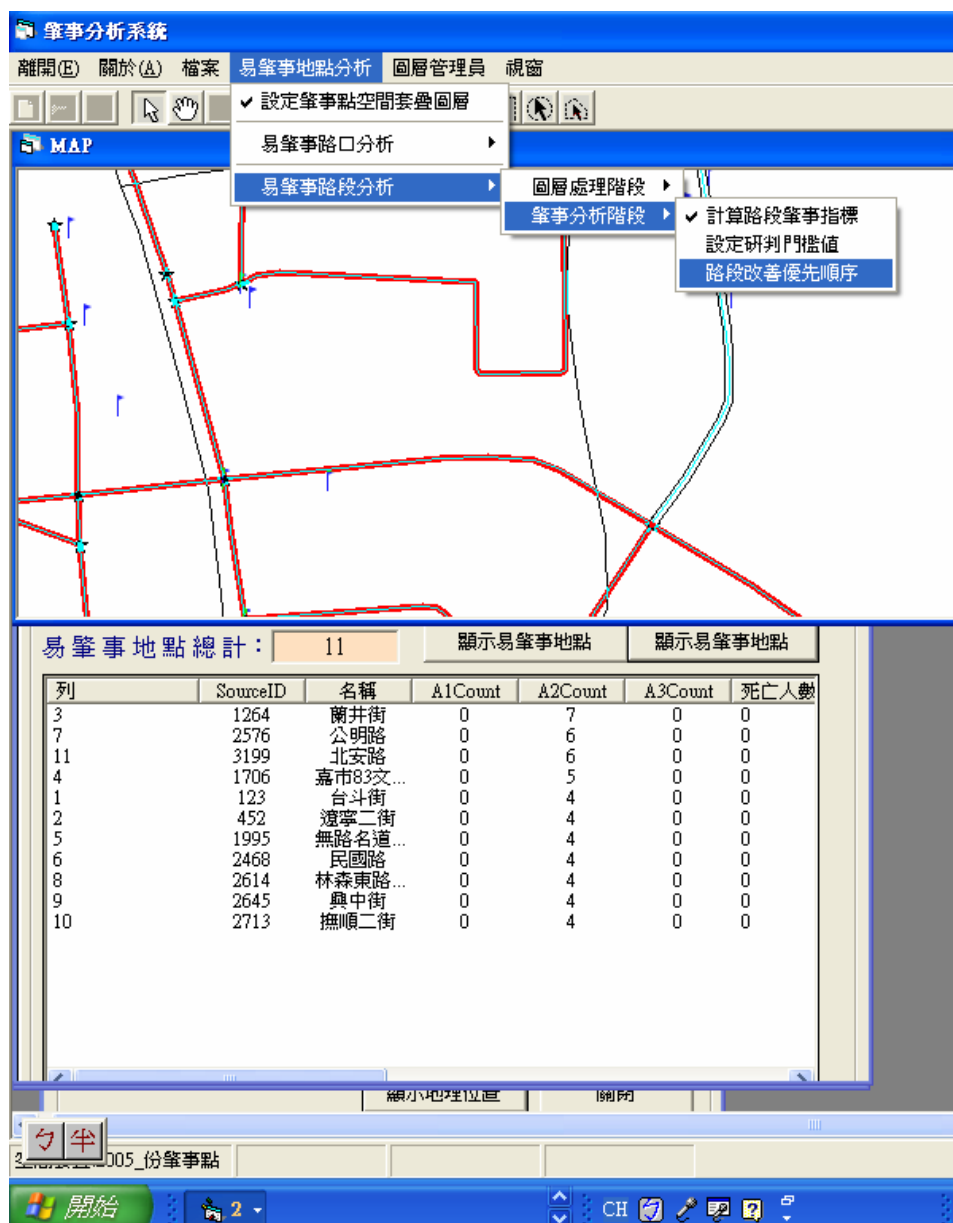 肇事分析系統
離開(E) 關於(A) 檔案 易肇事地點分析 圖層管理員 視窗
✓ 設定肇事點空間套疊圖層
MAP
易肇事路口分析
易肇事路段分析
圖層處理階段
肇事分析階段
✓ 計算路段肇事指標
設定研判門檻值
路段改善優先順序
易肇事地點總計： 11 顯示易肇事地點 顯示易肇事地點
列 SourceID 名稱 A1Count A2Count A3Count 死亡人數
3 1264 蘭井街 0 7 0 0
7 2576 公明路 0 6 0 0
11 3199 北安路 0 6 0 0
4 1706 嘉市83文... 0 5 0 0
1 123 台斗街 0 4 0 0
2 452 遼寧二街 0 4 0 0
5 1995 無路名道... 0 4 0 0
6 2468 民國路 0 4 0 0
8 2614 林森東路... 0 4 0 0
9 2645 興中街 0 4 0 0
10 2713 撫順二街 0 4 0 0
顯示地理位置 關閉
ㄅ 半
005_份肇事點
開始 2 CH